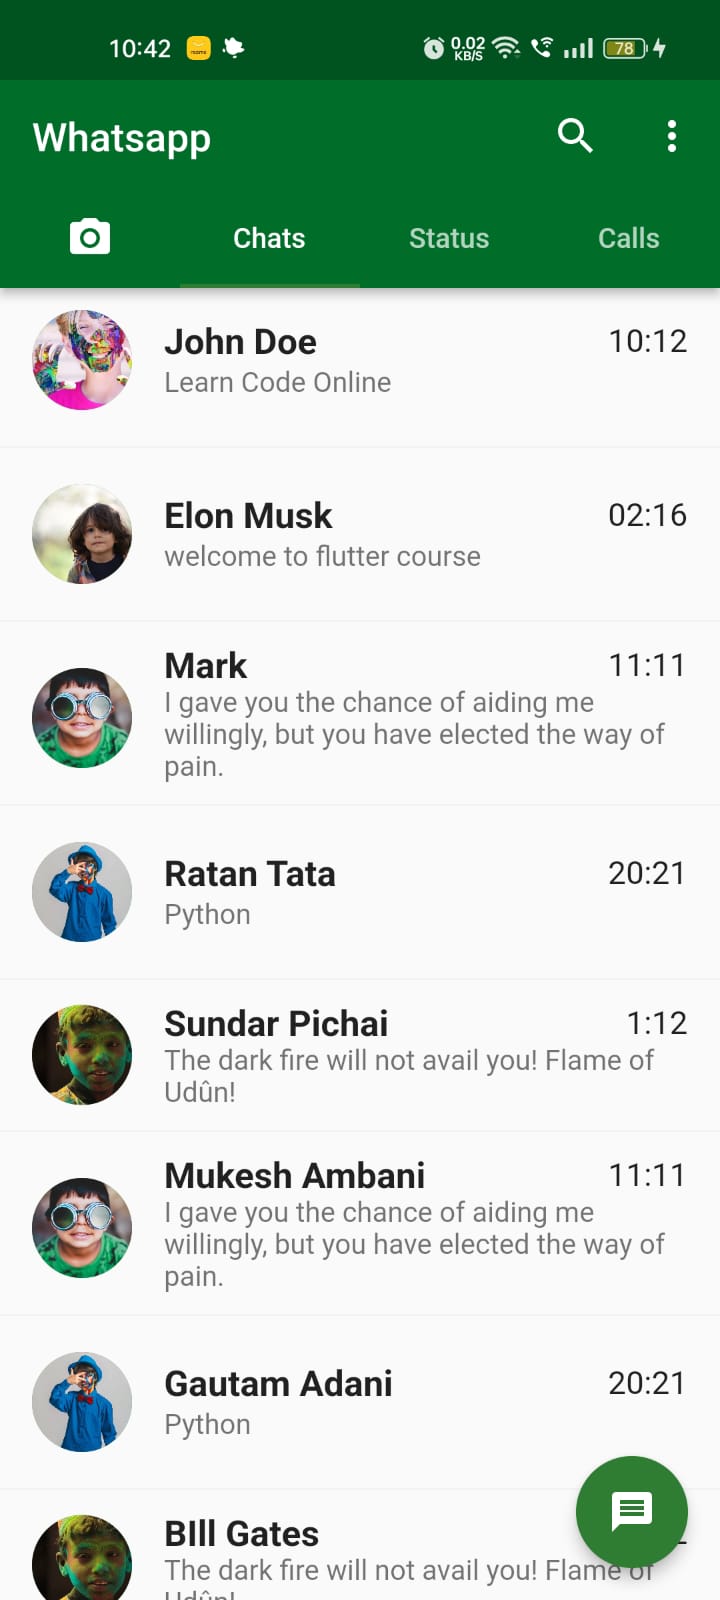 10:42
0.02
KB/S
78
Whatsapp
Chats Status Calls
John Doe 10:12
Learn Code Online
Elon Musk 02:16
welcome to flutter course
Mark 11:11
I gave you the chance of aiding me
willingly, but you have elected the way of
pain.
Ratan Tata 20:21
Python
Sundar Pichai 1:12
The dark fire will not avail you! Flame of
Udûn!
Mukesh Ambani 11:11
I gave you the chance of aiding me
willingly, but you have elected the way of
pain.
Gautam Adani 20:21
Python
BIll Gates
The dark fire will not avail you! Flame of